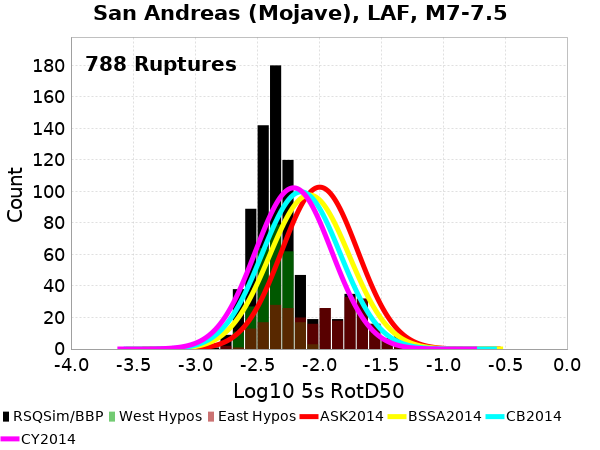 San Andreas (Mojave), LAF, M7-7.5
788 Ruptures
Count
180
160
140
120
100
80
60
40
20
0
-4.0 -3.5 -3.0 -2.5 -2.0 -1.5 -1.0 -0.5 0.0
Log10 5s RotD50
RSQSim/BBP West Hypos East Hypos ASK2014 BSSA2014 CB2014
CY2014